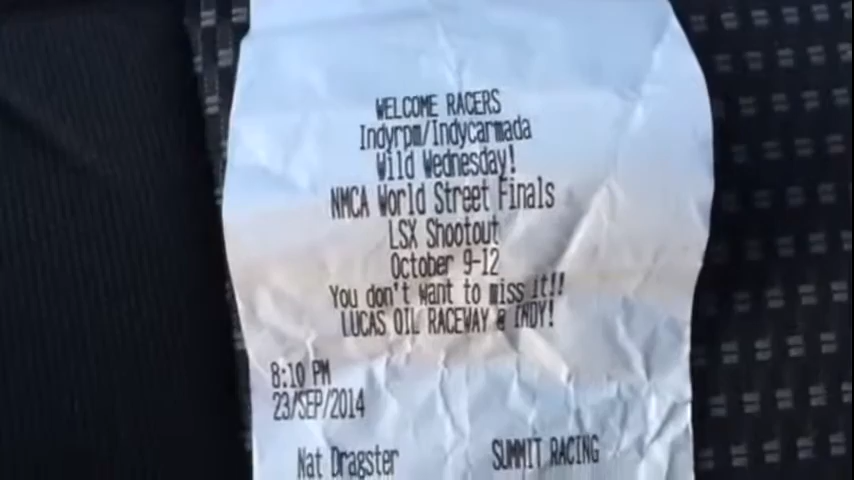 WELCOME RACERS
Indyrpm/Indycarmada
Wild Wednesday!
NMCA World Street Finals
LSX Shootout
October 9-12
You don't want to miss it!!
LUCAS OIL RACEWAY @ INDY!
8:10 PM
23/SEP/2014
Nat Dragster SUMMIT RACING